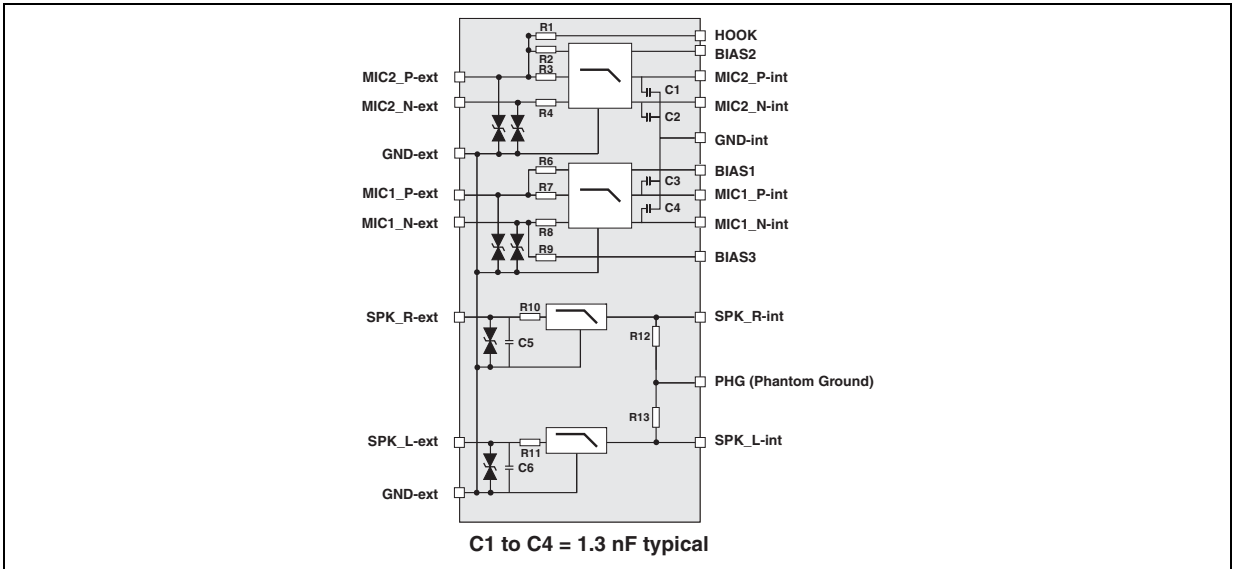 R1
HOOK
R2
BIAS2
MIC2_P-ext
R3
MIC2_P-int
C1
MIC2_N-ext
R4
MIC2_N-int
C2
GND-ext
GND-int
R6
BIAS1
C3
MIC1_P-ext
R7
MIC1_P-int
C4
MIC1_N-ext
R8
MIC1_N-int
R9
BIAS3
SPK_R-ext
R10
SPK_R-int
R12
C5
PHG (Phantom Ground)
R13
SPK_L-ext
R11
SPK_L-int
C6
GND-ext
C1 to C4 = 1.3 nF typical